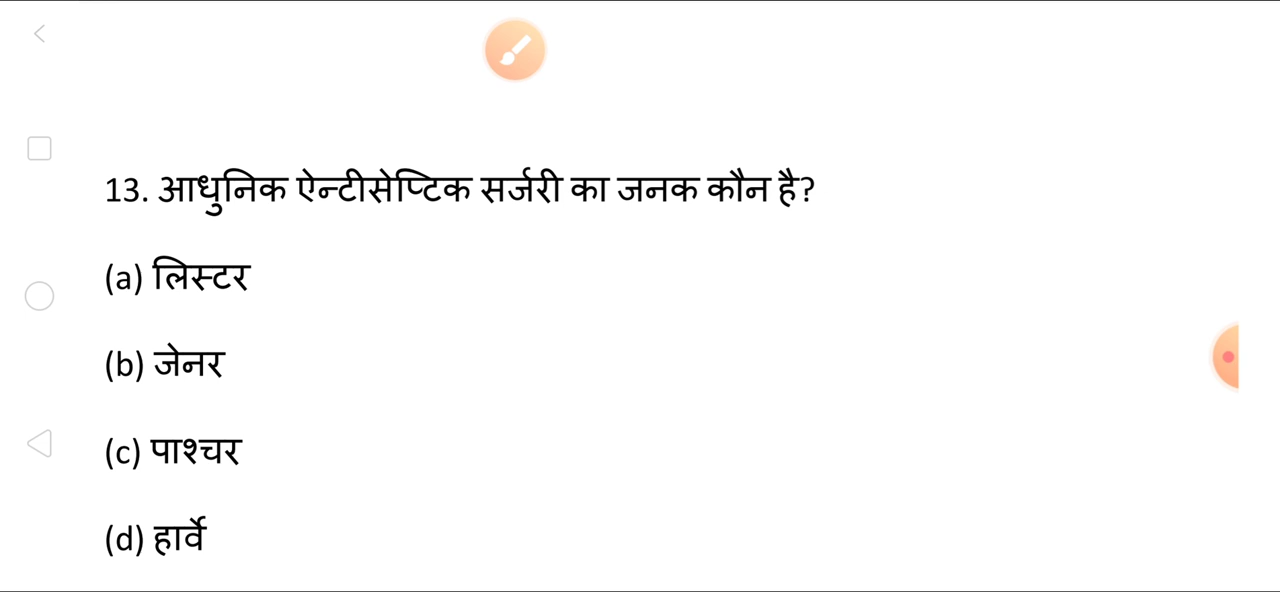 13. आधुनिक ऐन्टीसेप्टिक सर्जरी का जनक कौन है?
(a) लिस्टर
(b) जेनर
(c) पाश्चर
(d) हार्वे